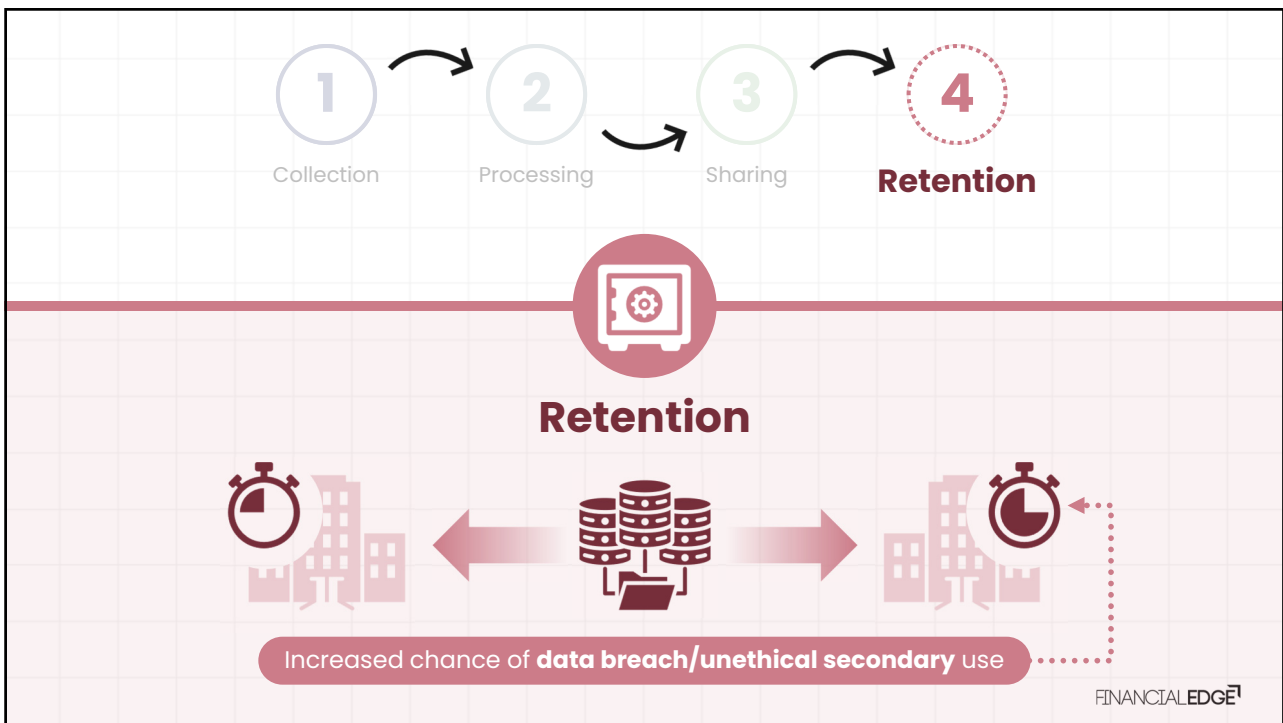 1
2
3
4
Collection
Processing
Sharing
Retention
Retention
Increased chance of data breach/unethical secondary use
FINANCIALEDGE